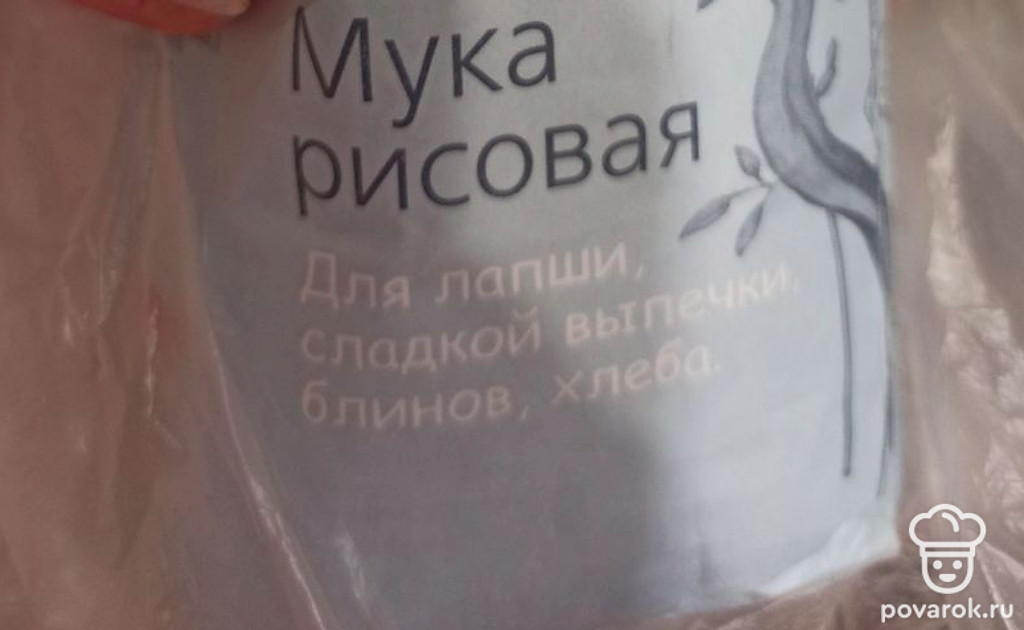 Мука
рисовая
Для лапши,
сладкой выпечки,
блинов, хлеба.
povarok.ru